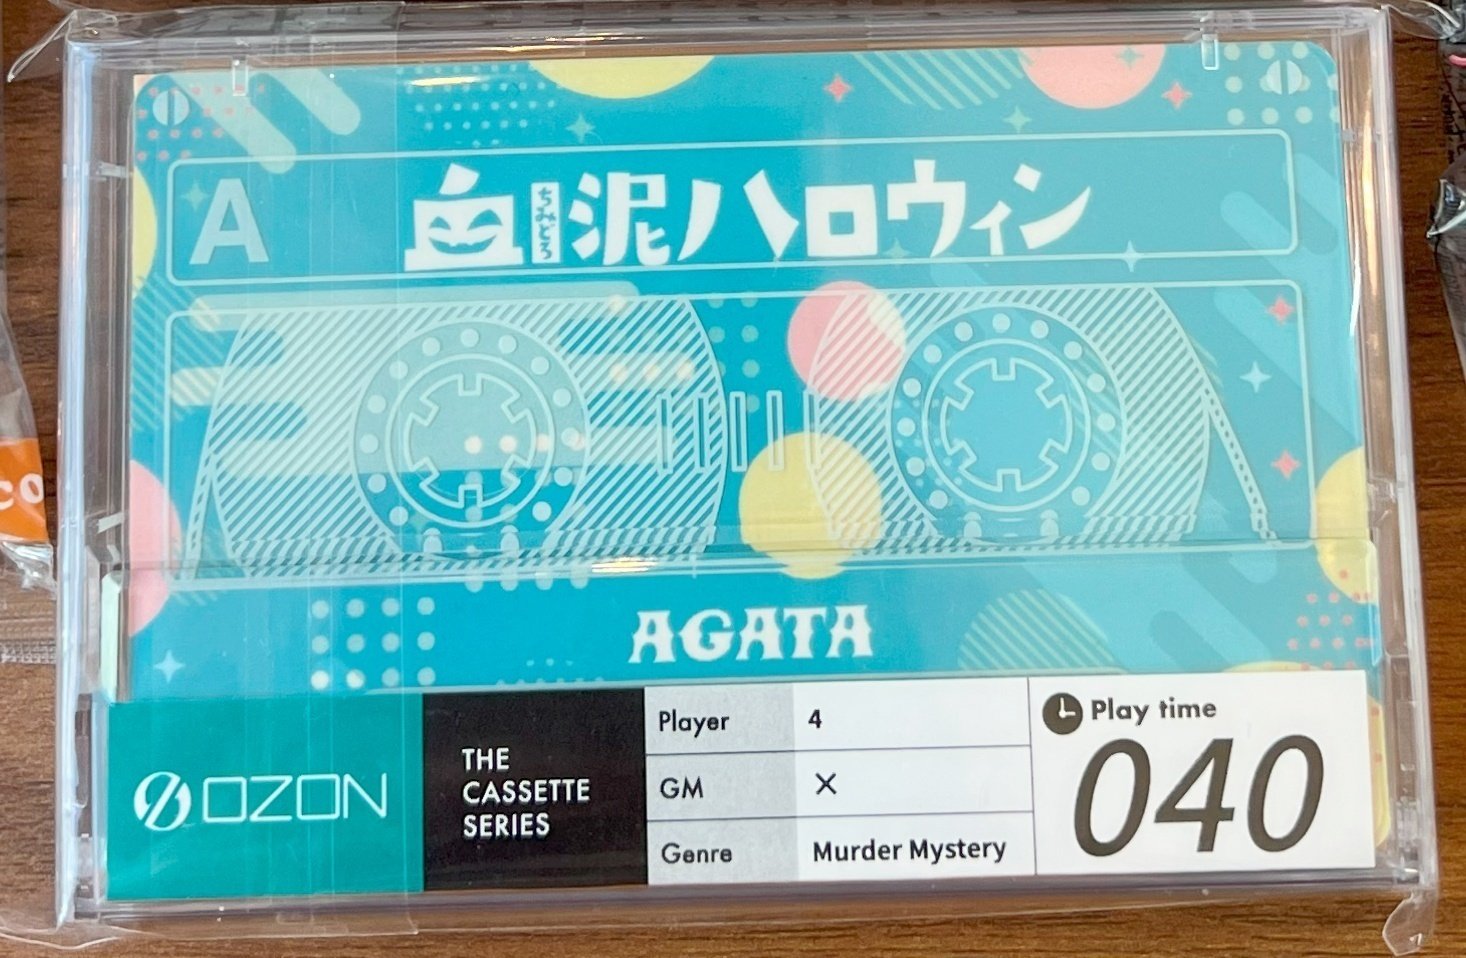 A
血泥ハロウィン
ちみどろ
AGATA
OZON
THE
CASSETTE
SERIES
Player 4
GM ×
Genre Murder Mystery
Play time
040
co